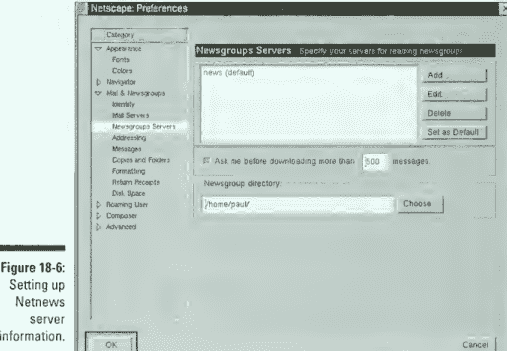 Netscape: Preferences
Category
Appearance
Fonts
Colors
Navigator
Mail & Newsgroups
Identity
Mail Servers
Newsgroups Servers
Addressing
Messages
Copies and Folders
Formatting
Return Receipts
Disk Space
Roaming User
Composer
Advanced
Newsgroups Servers Specify your servers for reading newsgroups
news (default)
Add
Edit
Delete
Set as Default
Ask me before downloading more than 500 messages
Newsgroup directory:
/home/paul/
Choose
OK
Cancel
Figure 18-6:
Setting up
Netnews
server
information.